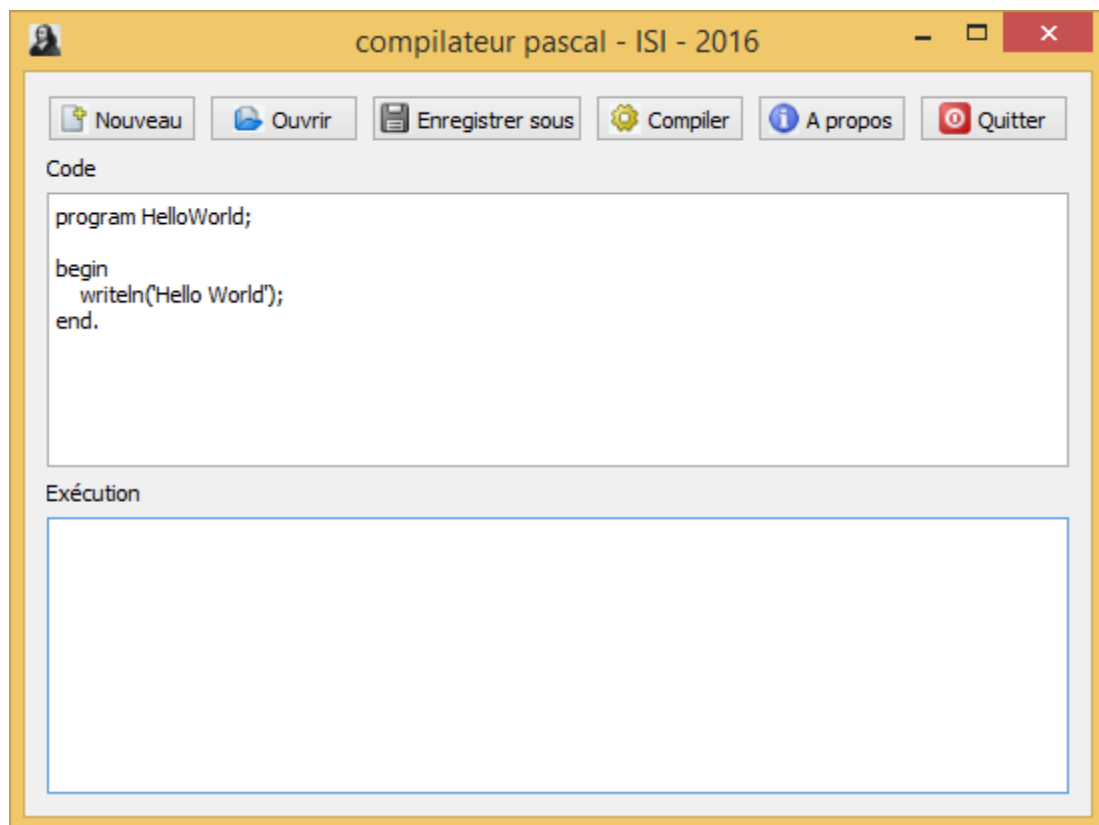 compilateur pascal - ISI - 2016
Nouveau Ouvrir Enregistrer sous Compiler A propos Quitter
Code
program HelloWorld;
begin
writeln('Hello World');
end.
Exécution